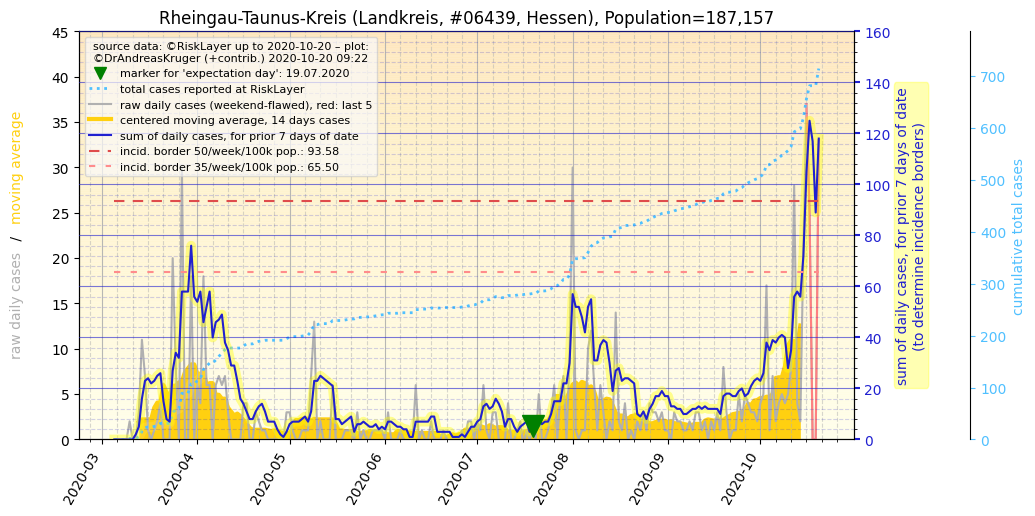 Rheingau-Taunus-Kreis (Landkreis, #06439, Hessen), Population=187,157
source data: ©RiskLayer up to 2020-10-20 – plot:
©DrAndreasKruger (+contrib.) 2020-10-20 09:22
marker for 'expectation day': 19.07.2020
total cases reported at RiskLayer
raw daily cases (weekend-flawed), red: last 5
centered moving average, 14 days cases
sum of daily cases, for prior 7 days of date
incid. border 50/week/100k pop.: 93.58
incid. border 35/week/100k pop.: 65.50
raw daily cases / moving average
45
40
35
30
25
20
15
10
5
0
2020-03
2020-04
2020-05
2020-06
2020-07
2020-08
2020-09
2020-10
160
140
120
100
80
60
40
20
0
sum of daily cases, for prior 7 days of date
(to determine incidence borders)
700
600
500
400
300
200
100
0
cumulative total cases